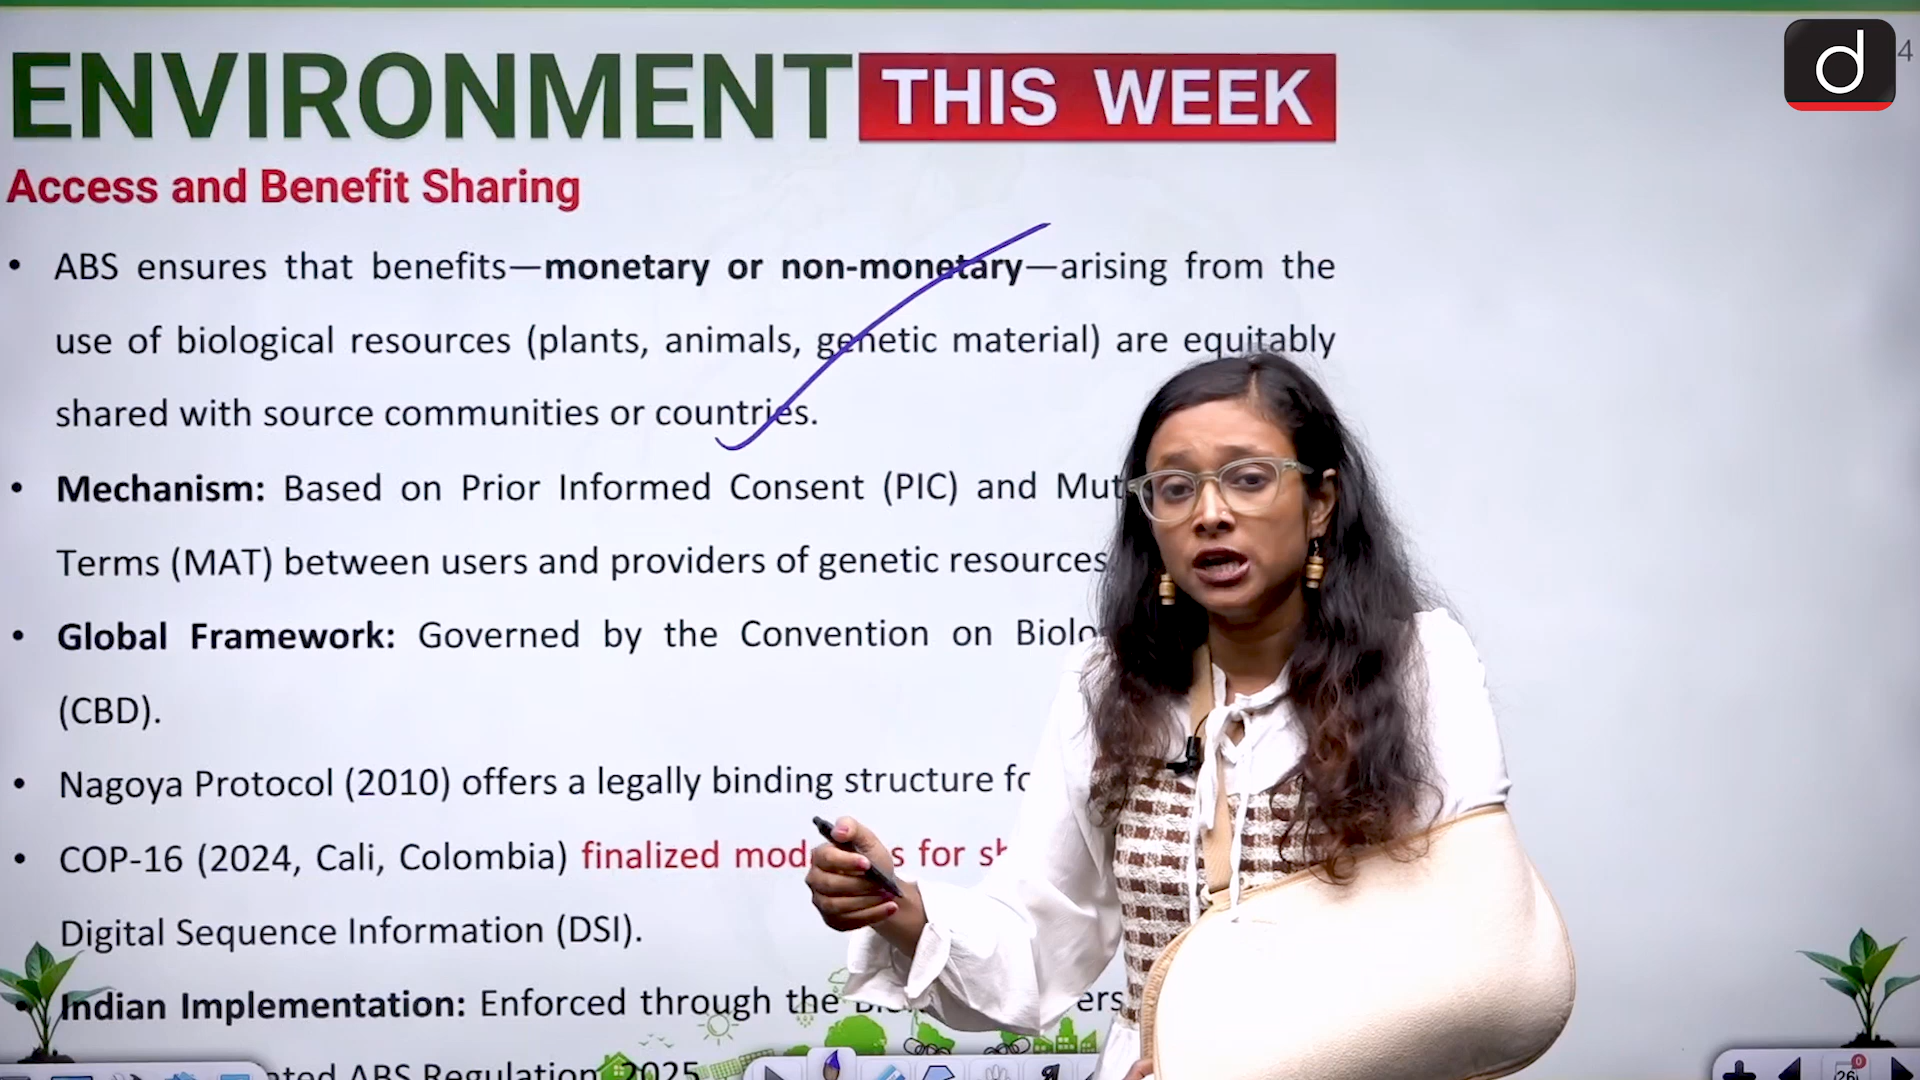 4
d
ENVIRONMENT THIS WEEK
Access and Benefit Sharing
• ABS ensures that benefits—monetary or non-monetary—arising from the
use of biological resources (plants, animals, genetic material) are equitably
shared with source communities or countries.
• Mechanism: Based on Prior Informed Consent (PIC) and
Terms (MAT) between users and providers of genetic resources
• Global Framework: Governed by the Convention on
(CBD).
• Nagoya Protocol (2010) offers a legally binding structure
• COP-16 (2024, Cali, Colombia) finalized for
Digital Sequence Information (DSI).
• Indian Implementation: Enforced through the
ABS Regulation 2025
26
0